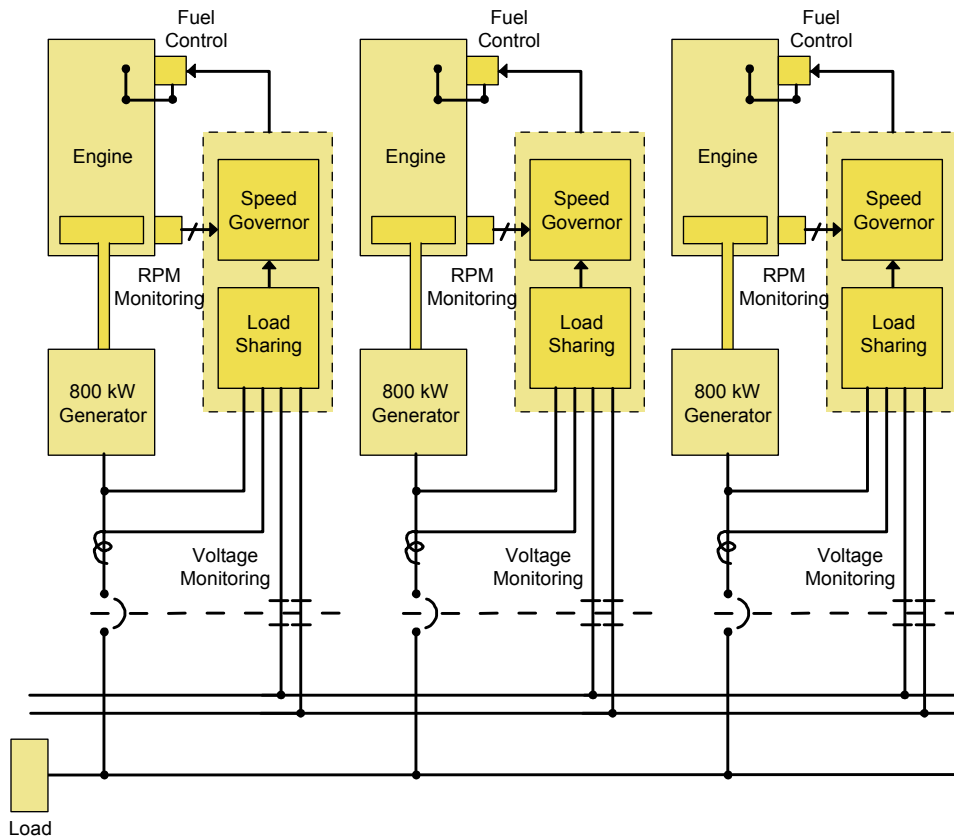 Fuel
Control
Fuel
Control
Fuel
Control
Engine
Engine
Engine
Speed
Governor
Speed
Governor
Speed
Governor
RPM
Monitoring
RPM
Monitoring
RPM
Monitoring
Load
Sharing
Load
Sharing
Load
Sharing
800 kW
Generator
800 kW
Generator
800 kW
Generator
Voltage
Monitoring
Voltage
Monitoring
Voltage
Monitoring
Load